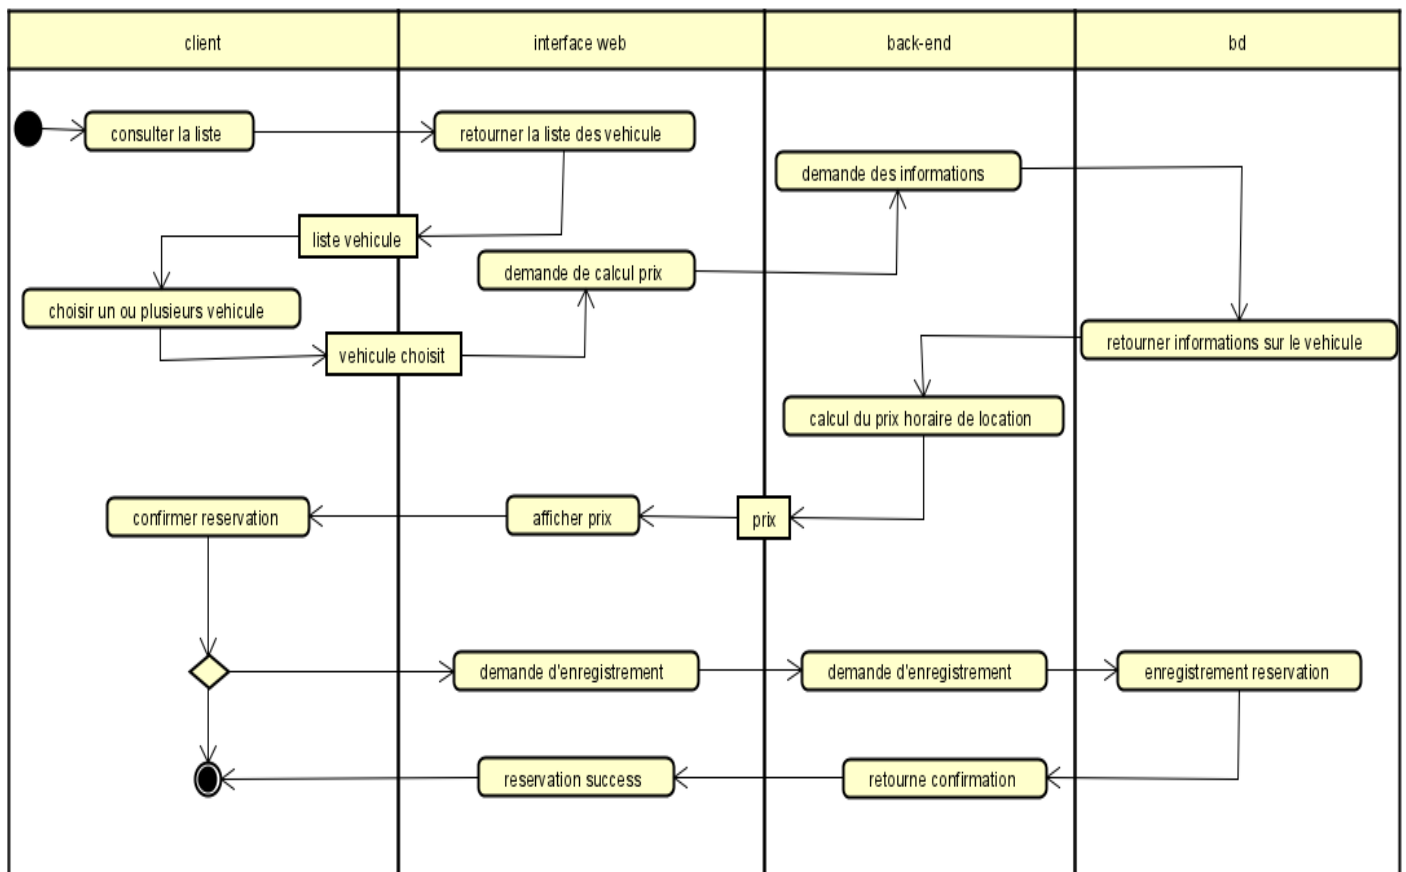 client
interface web
back-end
bd
consulter la liste
retourner la liste des vehicule
demande des informations
liste vehicule
demande de calcul prix
choisir un ou plusieurs vehicule
vehicule choisit
retourner informations sur le vehicule
calcul du prix horaire de location
confirmer reservation
afficher prix
prix
demande d'enregistrement
demande d'enregistrement
enregistrement reservation
reservation success
retourne confirmation